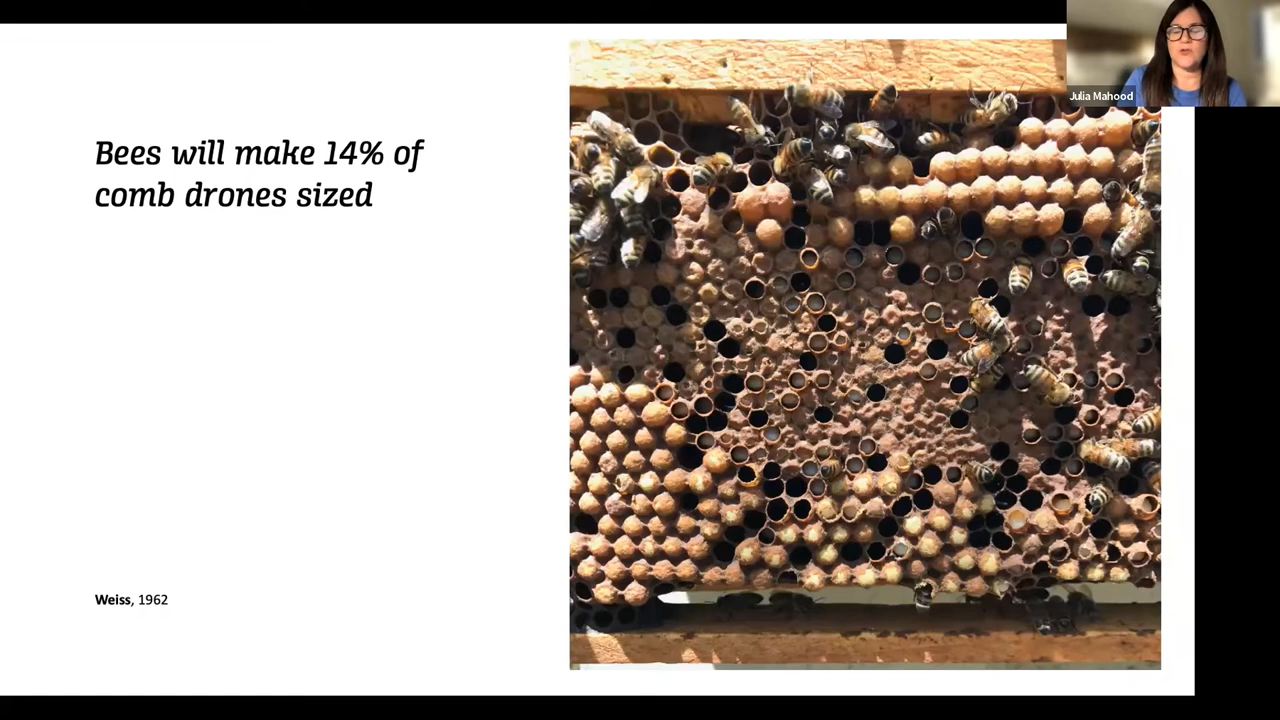 Bees will make 14% of
comb drones sized
Weiss, 1962
Julia Mahood